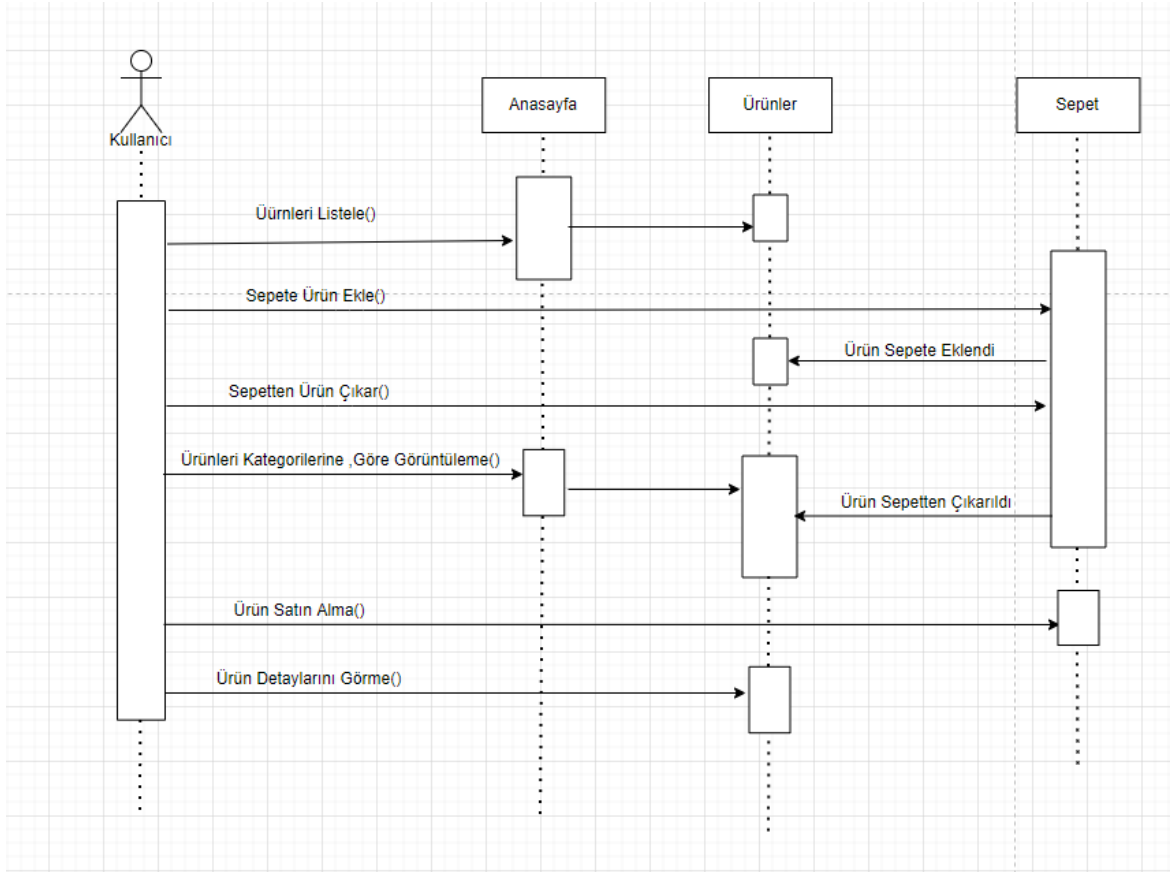 Kullanıcı
Anasayfa
Ürünler
Sepet
Üürnleri Listele()
Sepete Ürün Ekle()
Ürün Sepete Eklendi
Sepetten Ürün Çıkar()
Ürünleri Kategorilerine ,Göre Görüntüleme()
Ürün Sepetten Çıkarıldı
Ürün Satın Alma()
Ürün Detaylarını Görme()